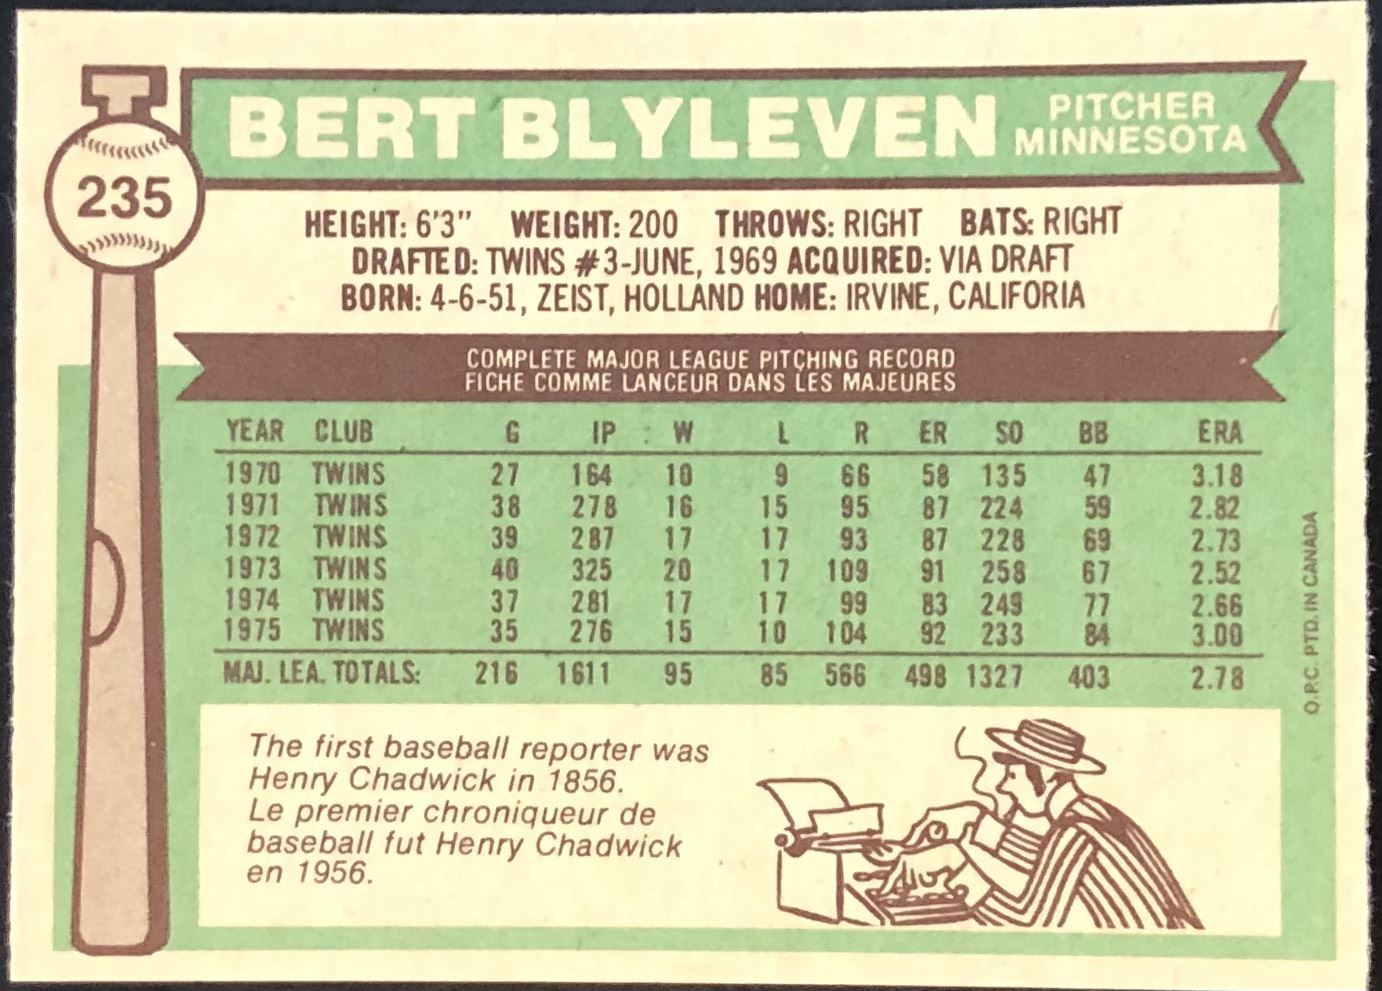 BERT BLYLEVEN
PITCHER
MINNESOTA
235
HEIGHT: 6'3" WEIGHT: 200 THROWS: RIGHT BATS: RIGHT
DRAFTED: TWINS #3-JUNE, 1969 ACQUIRED: VIA DRAFT
BORN: 4-6-51, ZEIST, HOLLAND HOME: IRVINE, CALIFORIA
COMPLETE MAJOR LEAGUE PITCHING RECORD
FICHE COMME LANCEUR DANS LES MAJEURES
YEAR CLUB G IP W L R ER SO BB ERA
1970 TWINS 27 164 10 9 66 58 135 47 3.18
1971 TWINS 38 278 16 15 95 87 224 59 2.82
1972 TWINS 39 287 17 17 93 87 228 69 2.73
1973 TWINS 40 325 20 17 109 91 258 67 2.52
1974 TWINS 37 281 17 17 99 83 249 77 2.66
1975 TWINS 35 276 15 10 104 92 233 84 3.00
MAJ. LEA. TOTALS: 216 1611 95 85 566 498 1327 403 2.78
The first baseball reporter was
Henry Chadwick in 1856.
Le premier chroniqueur de
baseball fut Henry Chadwick
en 1956.
O.P.C. PTD. IN CANADA